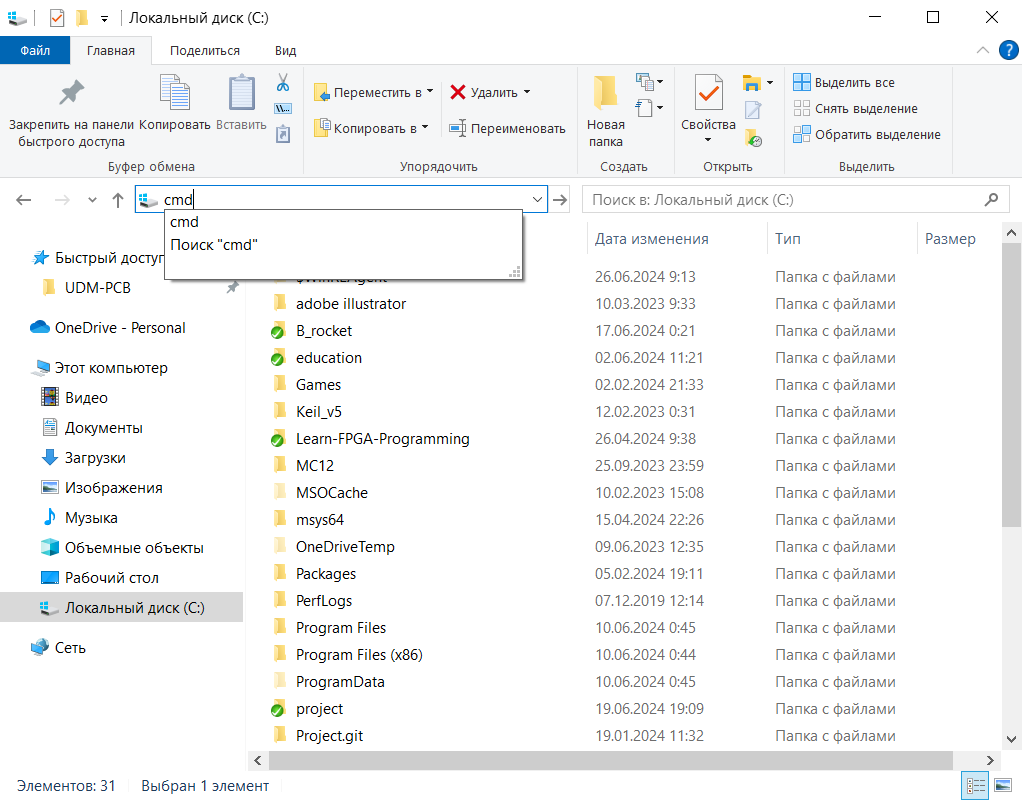 Локальный диск (C:)
Файл Главная Поделиться Вид
Закрепить на панели быстрого доступа
Копировать
Вставить
Буфер обмена
Переместить в
Копировать в
Удалить
Переименовать
Упорядочить
Новая папка
Создать
Свойства
Открыть
Выделить все
Снять выделение
Обратить выделение
Выделить
cmd
Поиск в: Локальный диск (C:)
cmd
Поиск "cmd"
Быстрый доступ
UDM-PCB
OneDrive - Personal
Этот компьютер
Видео
Документы
Загрузки
Изображения
Музыка
Объемные объекты
Рабочий стол
Локальный диск (C:)
Сеть
Дата изменения Тип Размер
$WinREAgent 26.06.2024 9:13 Папка с файлами
adobe illustrator 10.03.2023 9:33 Папка с файлами
B_rocket 17.06.2024 0:21 Папка с файлами
education 02.06.2024 11:21 Папка с файлами
Games 02.02.2024 21:33 Папка с файлами
Keil_v5 12.02.2023 0:31 Папка с файлами
Learn-FPGA-Programming 26.04.2024 9:38 Папка с файлами
MC12 25.09.2023 23:59 Папка с файлами
MSOCache 10.02.2023 15:08 Папка с файлами
msys64 15.04.2024 22:26 Папка с файлами
OneDriveTemp 09.06.2023 12:35 Папка с файлами
Packages 05.02.2024 19:11 Папка с файлами
PerfLogs 07.12.2019 12:14 Папка с файлами
Program Files 10.06.2024 0:45 Папка с файлами
Program Files (x86) 10.06.2024 0:44 Папка с файлами
ProgramData 10.06.2024 0:45 Папка с файлами
project 19.06.2024 19:09 Папка с файлами
Project.git 19.01.2024 11:32 Папка с файлами
Элементов: 31 Выбран 1 элемент